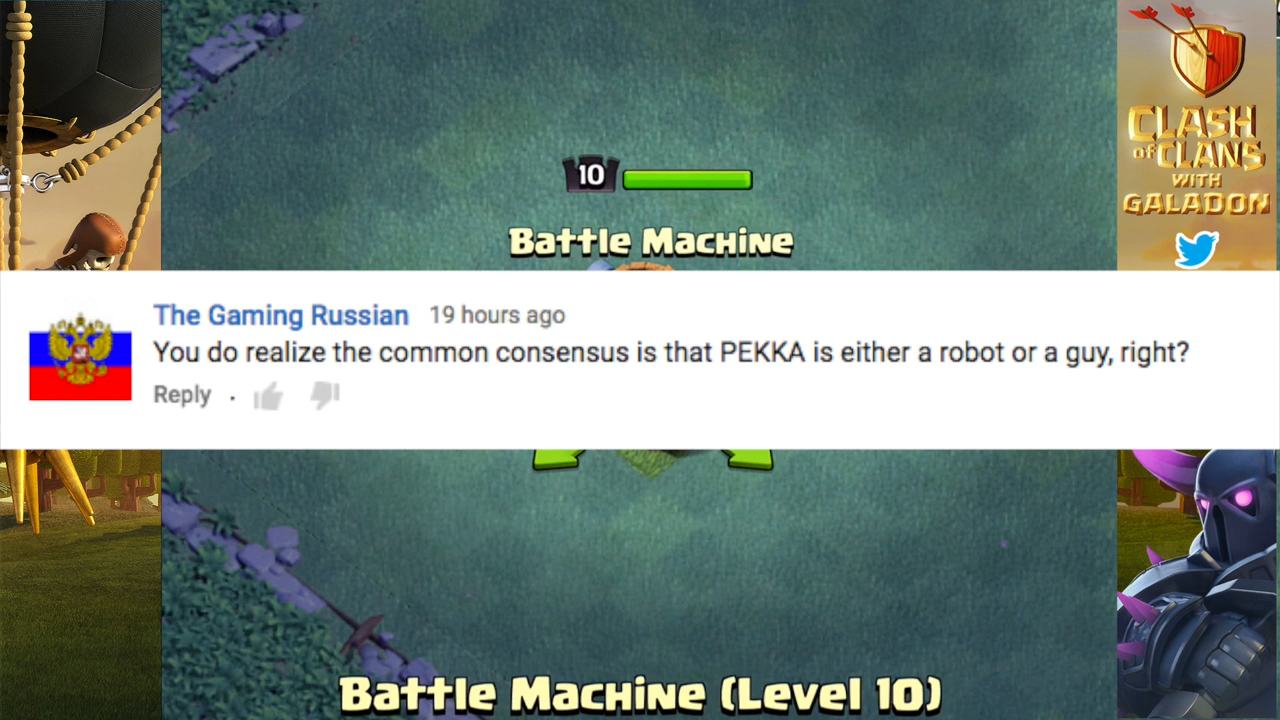 CLASH
OF CLANS
WITH
GALADON
10
Battle Machine
The Gaming Russian 19 hours ago
You do realize the common consensus is that PEKKA is either a robot or a guy, right?
Reply ·
Battle Machine (Level 10)